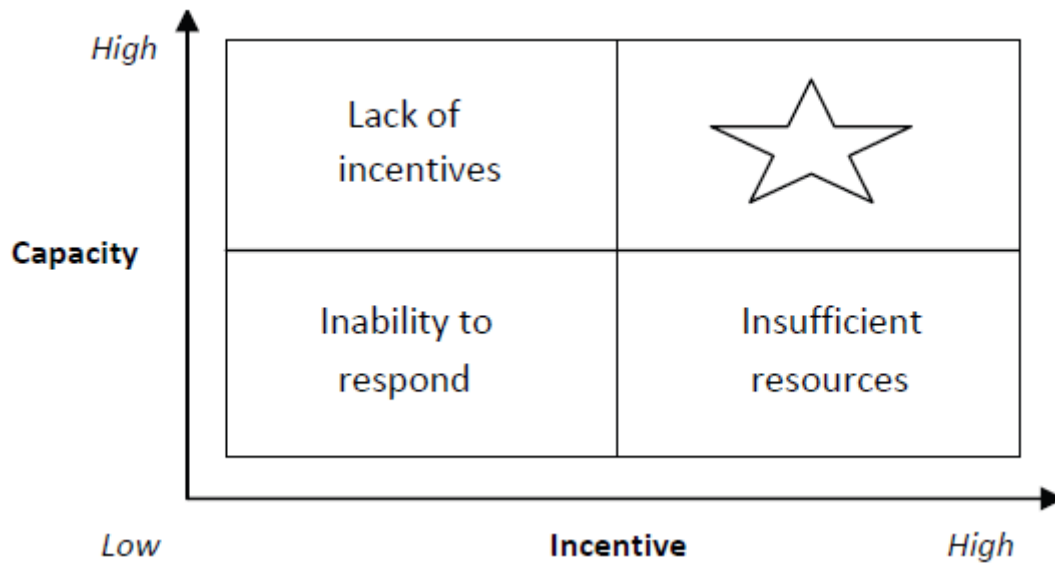 High
Lack of
incentives
Capacity
Inability to
respond
Insufficient
resources
Low
Incentive
High